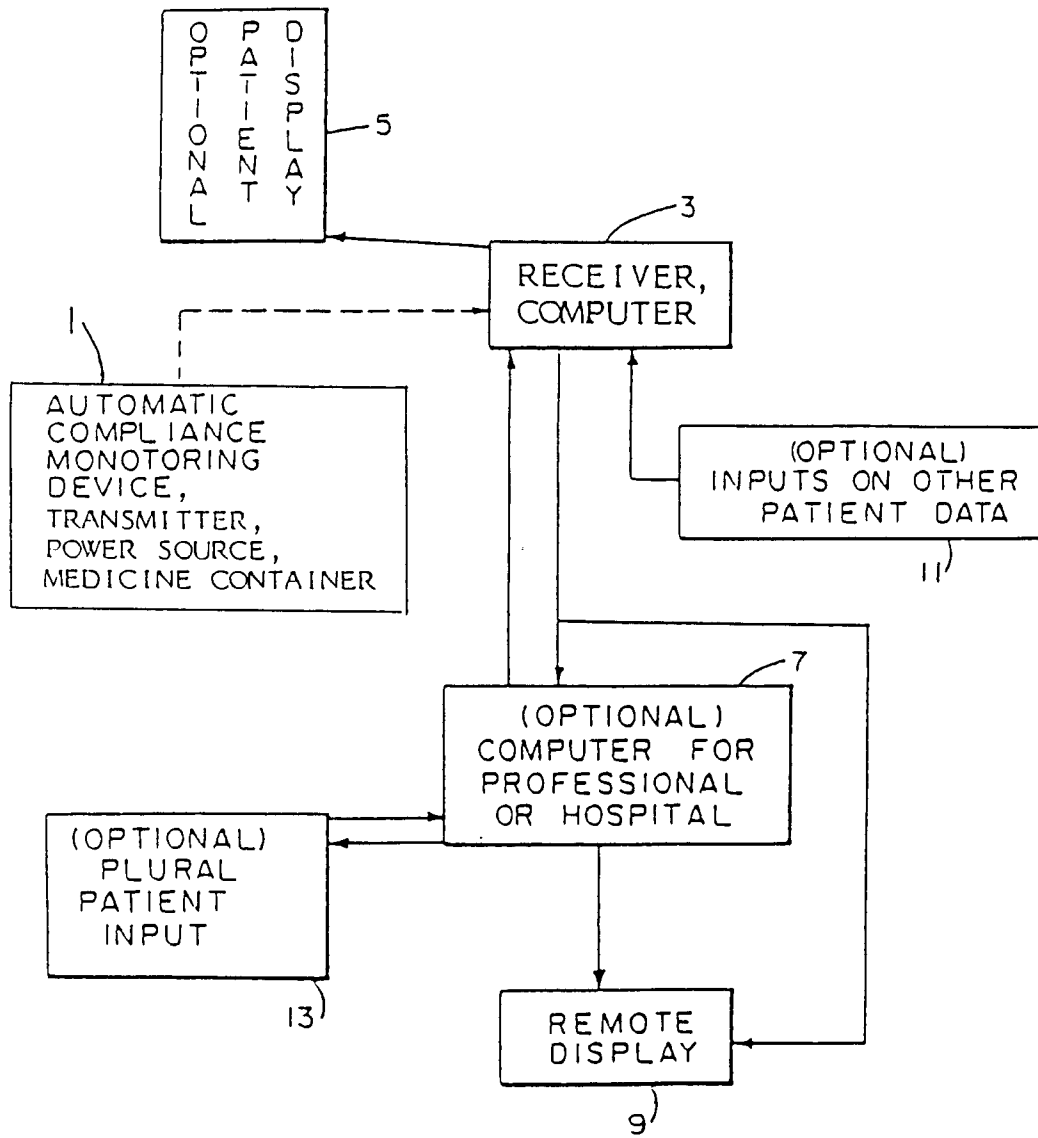 OPTIONAL
PATIENT
DISPLAY
5
3
RECEIVER,
COMPUTER
1
AUTOMATIC
COMPLIANCE
MONOTORING
DEVICE,
TRANSMITTER,
POWER SOURCE,
MEDICINE CONTAINER
(OPTIONAL)
INPUTS ON OTHER
PATIENT DATA
11
7
(OPTIONAL)
COMPUTER FOR
PROFESSIONAL
OR HOSPITAL
(OPTIONAL)
PLURAL
PATIENT
INPUT
13
REMOTE
DISPLAY
9